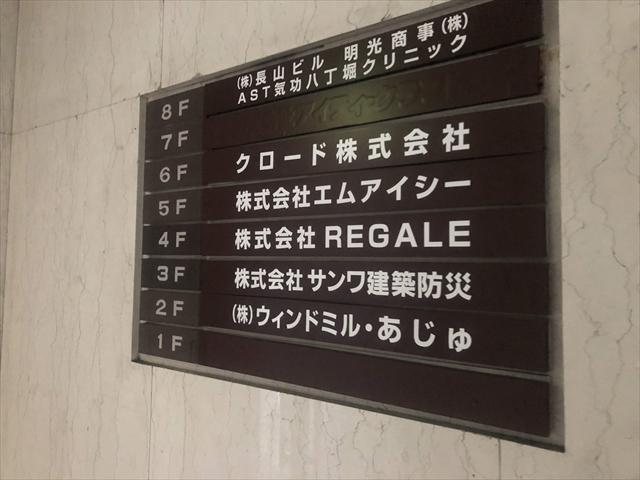 8F (株)長山ビル 明光商事(株)
AST気功八丁堀クリニック
7F
6F クロード株式会社
5F 株式会社エムアイシー
4F 株式会社REGALE
3F 株式会社サンワ建築防災
2F (株)ウィンドミル・あじゅ
1F